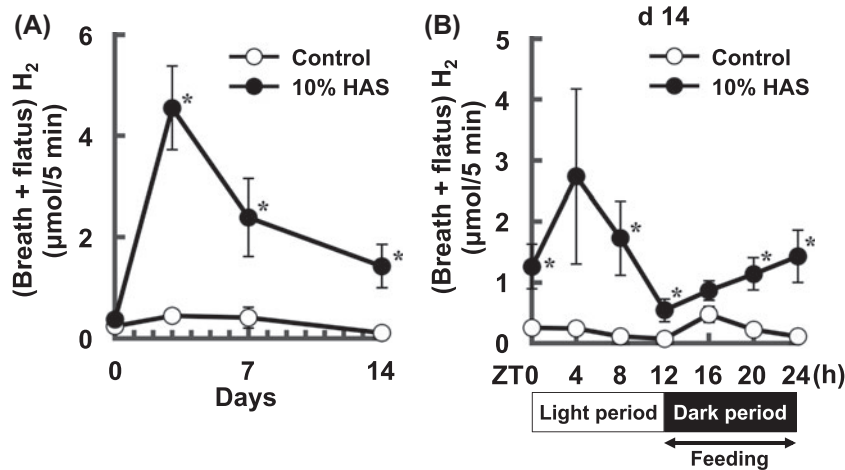 (A)
(Breath + flatus) H2
(µmol/5 min)
6
4
2
0
Control
10% HAS
*
*
*
0 7 14
Days
(B)
d 14
(Breath + flatus) H2
(µmol/5 min)
5
4
3
2
1
0
Control
10% HAS
*
*
*
*
*
ZT0 4 8 12 16 20 24 (h)
Light period Dark period
Feeding